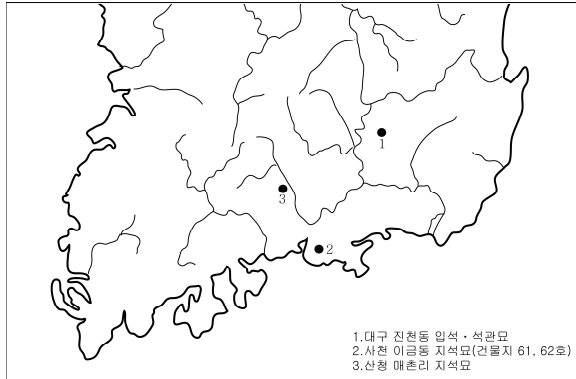 1
3
2
1.대구 진천동 입석・석관묘
2.사천 이금동 지석묘(건물지 61, 62호)
3.산청 매촌리 지석묘